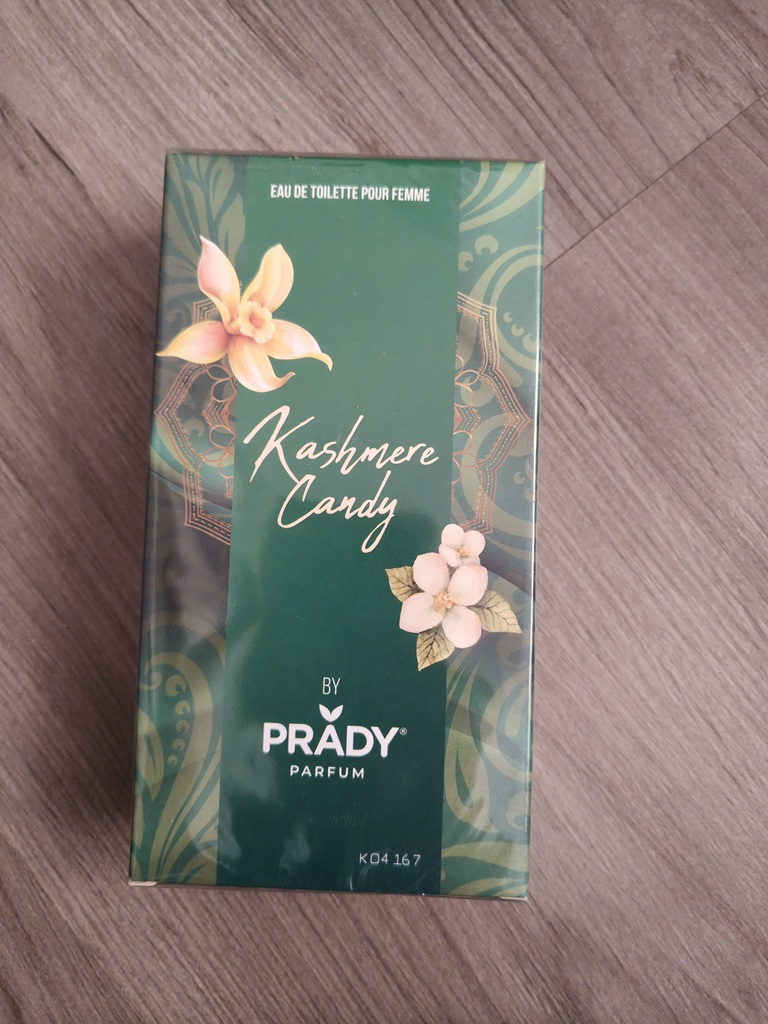 EAU DE TOILETTE POUR FEMME
Kashmere
Candy
BY
PRADY®
PARFUM
K04 167